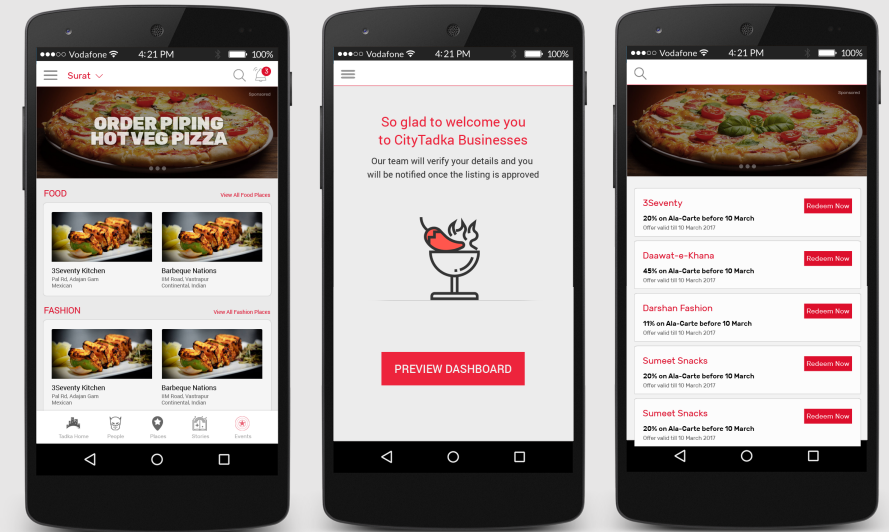 Vodafone 4:21 PM 100%
Surat
3
Sponsored
ORDER PIPING
HOT VEG PIZZA
FOOD View All Food Places
3Seventy Kitchen
Pal Rd, Adajan Gam
Mexican
Barbeque Nations
IIM Road, Vastrapur
Continental, Indian
FASHION View All Fashion Places
3Seventy Kitchen
Pal Rd, Adajan Gam
Mexican
Barbeque Nations
IIM Road, Vastrapur
Continental, Indian
Tadka Home People Places Stories Events
Vodafone 4:21 PM 100%
So glad to welcome you
to CityTadka Businesses
Our team will verify your details and you
will be notified once the listing is approved
PREVIEW DASHBOARD
Vodafone 4:21 PM 100%
Sponsored
3Seventy
20% on Ala-Carte before 10 March
Offer valid till 10 March 2017
Redeem Now
Daawat-e-Khana
45% on Ala-Carte before 10 March
Offer valid till 10 March 2017
Redeem Now
Darshan Fashion
11% on Ala-Carte before 10 March
Offer valid till 10 March 2017
Redeem Now
Sumeet Snacks
20% on Ala-Carte before 10 March
Offer valid till 10 March 2017
Redeem Now
Sumeet Snacks
20% on Ala-Carte before 10 March
Offer valid till 10 March 2017
Redeem Now